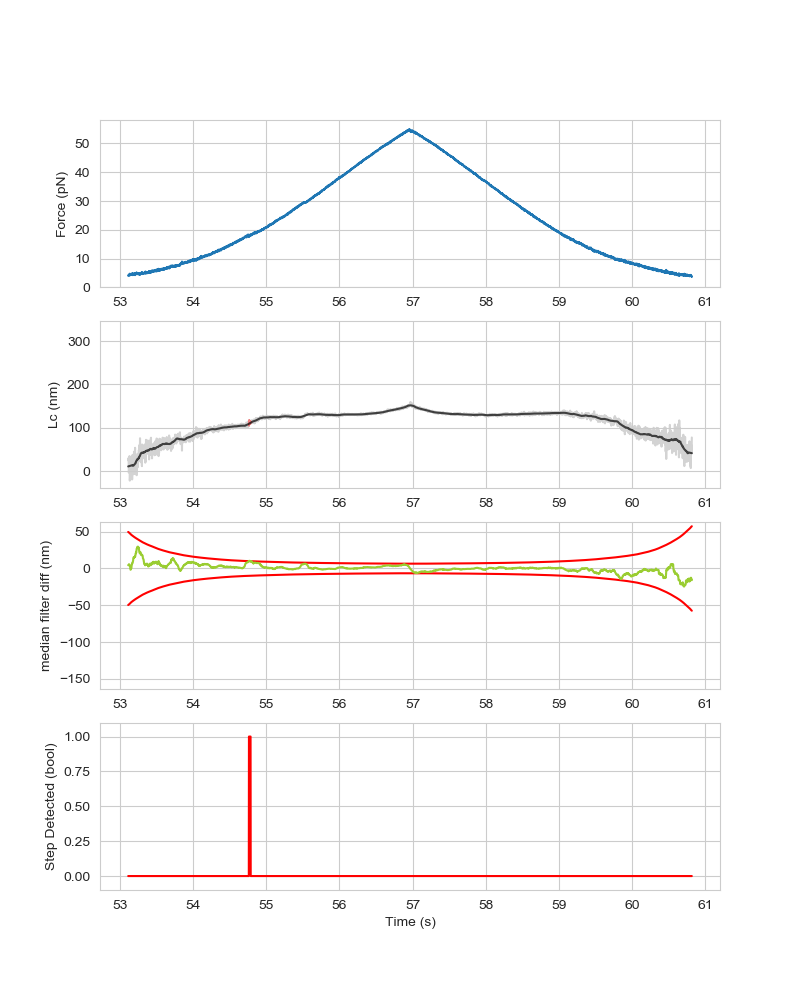 50
40
30
20
10
0
Force (pN)
53 54 55 56 57 58 59 60 61
300
200
100
0
Lc (nm)
53 54 55 56 57 58 59 60 61
50
0
−50
−100
−150
median filter diff (nm)
53 54 55 56 57 58 59 60 61
1.00
0.75
0.50
0.25
0.00
Step Detected (bool)
53 54 55 56 57 58 59 60 61
Time (s)